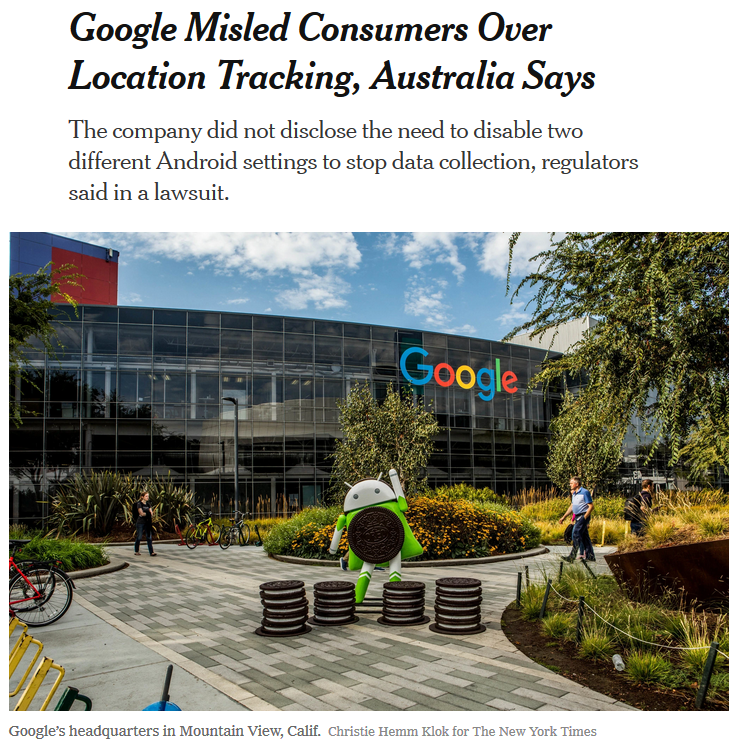 Google Misled Consumers Over
Location Tracking, Australia Says
The company did not disclose the need to disable two
different Android settings to stop data collection, regulators
said in a lawsuit.
Google
Google’s headquarters in Mountain View, Calif. Christie Hemm Klok for The New York Times